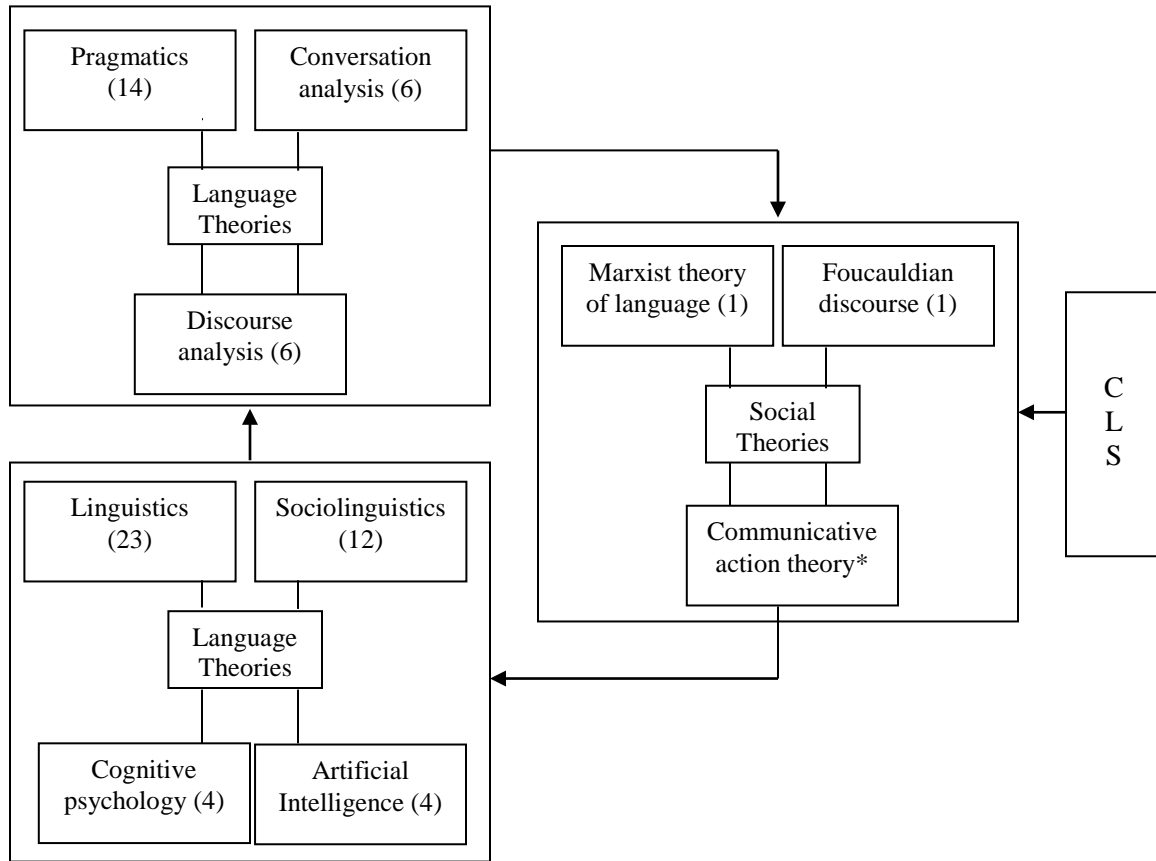 Pragmatics
(14)
Conversation
analysis (6)
Language
Theories
Discourse
analysis (6)
Marxist theory
of language (1)
Foucauldian
discourse (1)
Social
Theories
Communicative
action theory*
C
L
S
Linguistics
(23)
Sociolinguistics
(12)
Language
Theories
Cognitive
psychology (4)
Artificial
Intelligence (4)